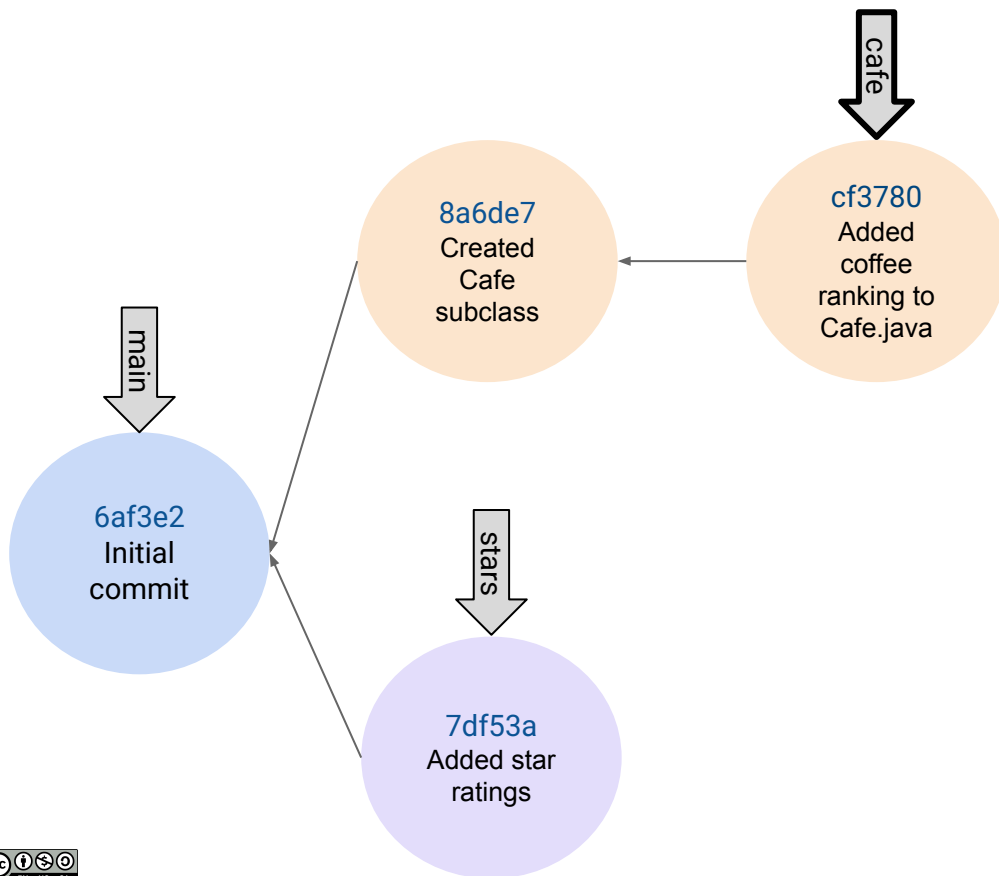 cafe
8a6de7
Created
Cafe
subclass
cf3780
Added
coffee
ranking to
Cafe.java
main
6af3e2
Initial
commit
stars
7df53a
Added star
ratings